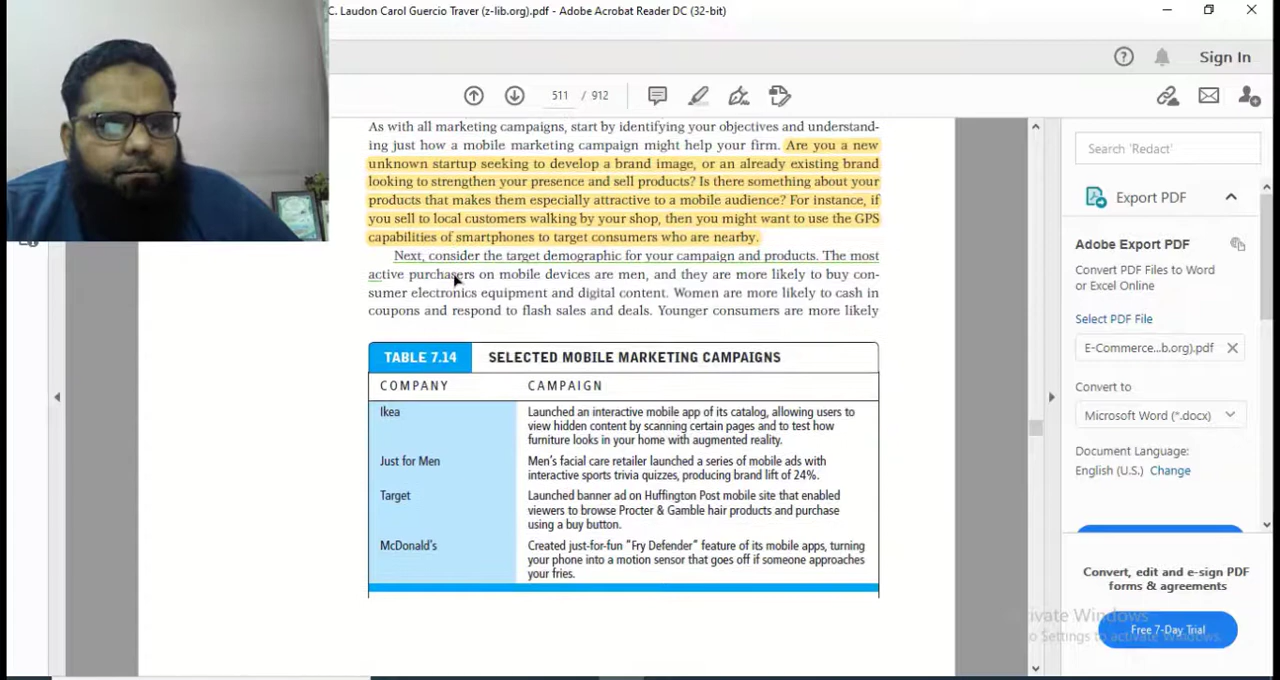 C. Laudon Carol Guercio Traver (z-lib.org).pdf - Adobe Acrobat Reader DC (32-bit)
Sign In
511 / 912
As with all marketing campaigns, start by identifying your objectives and understand-
ing just how a mobile marketing campaign might help your firm. Are you a new
unknown startup seeking to develop a brand image, or an already existing brand
looking to strengthen your presence and sell products? Is there something about your
products that makes them especially attractive to a mobile audience? For instance, if
you sell to local customers walking by your shop, then you might want to use the GPS
capabilities of smartphones to target consumers who are nearby.
Next, consider the target demographic for your campaign and products. The most
active purchasers on mobile devices are men, and they are more likely to buy con-
sumer electronics equipment and digital content. Women are more likely to cash in
coupons and respond to flash sales and deals. Younger consumers are more likely
TABLE 7.14 SELECTED MOBILE MARKETING CAMPAIGNS
COMPANY CAMPAIGN
Ikea Launched an interactive mobile app of its catalog, allowing users to
view hidden content by scanning certain pages and to test how
furniture looks in your home with augmented reality.
Just for Men Men's facial care retailer launched a series of mobile ads with
interactive sports trivia quizzes, producing brand lift of 24%.
Target Launched banner ad on Huffington Post mobile site that enabled
viewers to browse Procter & Gamble hair products and purchase
using a buy button.
McDonald's Created just-for-fun "Fry Defender" feature of its mobile apps, turning
your phone into a motion sensor that goes off if someone approaches
your fries.
Search 'Redact'
Export PDF
Adobe Export PDF
Convert PDF Files to Word
or Excel Online
Select PDF File
E-Commerce...b.org).pdf
Convert to
Microsoft Word (*.docx)
Document Language:
English (U.S.) Change
Convert, edit and e-sign PDF
forms & agreements
Free 7-Day Trial
ivate Windows
o Settings to activate Windows.